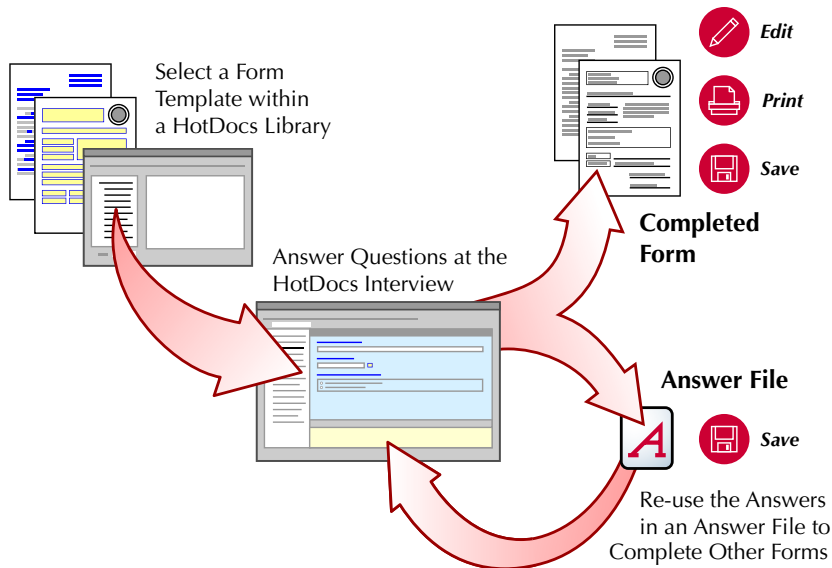 Select a Form
Template within
a HotDocs Library
Answer Questions at the
HotDocs Interview
Edit
Print
Save
Completed
Form
Answer File
A
Save
Re-use the Answers
in an Answer File to
Complete Other Forms